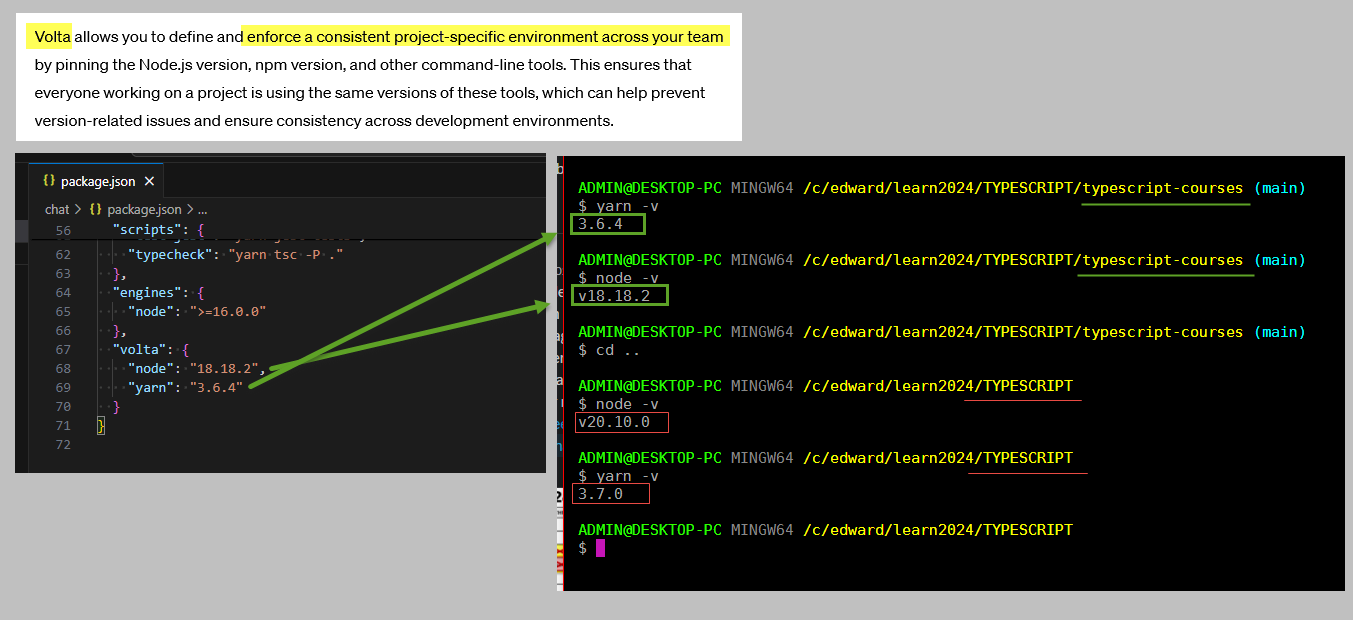 Volta allows you to define and enforce a consistent project-specific environment across your team
by pinning the Node.js version, npm version, and other command-line tools. This ensures that
everyone working on a project is using the same versions of these tools, which can help prevent
version-related issues and ensure consistency across development environments.
{} package.json ×
chat > {} package.json > ...
56 "scripts": {
62 "typecheck": "yarn tsc -P ."
63 },
64 "engines": {
65 "node": ">=16.0.0"
66 },
67 "volta": {
68 "node": "18.18.2",
69 "yarn": "3.6.4"
70 }
71 }
72
ADMIN@DESKTOP-PC MINGW64 /c/edward/learn2024/TYPESCRIPT/typescript-courses (main)
$ yarn -v
3.6.4
ADMIN@DESKTOP-PC MINGW64 /c/edward/learn2024/TYPESCRIPT/typescript-courses (main)
$ node -v
v18.18.2
ADMIN@DESKTOP-PC MINGW64 /c/edward/learn2024/TYPESCRIPT/typescript-courses (main)
$ cd ..
ADMIN@DESKTOP-PC MINGW64 /c/edward/learn2024/TYPESCRIPT
$ node -v
v20.10.0
ADMIN@DESKTOP-PC MINGW64 /c/edward/learn2024/TYPESCRIPT
$ yarn -v
3.7.0
ADMIN@DESKTOP-PC MINGW64 /c/edward/learn2024/TYPESCRIPT
$